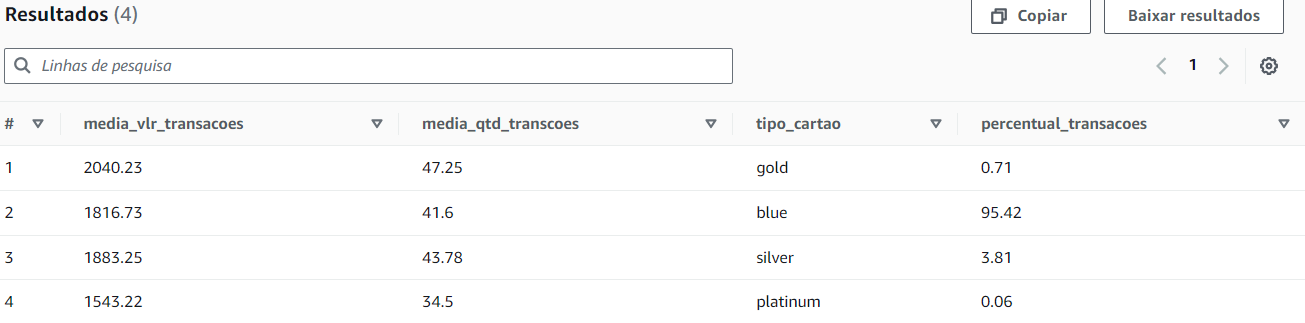 Resultados (4) Copiar Baixar resultados
Linhas de pesquisa 1
# media_vlr_transacoes media_qtd_transcoes tipo_cartao percentual_transacoes
1 2040.23 47.25 gold 0.71
2 1816.73 41.6 blue 95.42
3 1883.25 43.78 silver 3.81
4 1543.22 34.5 platinum 0.06